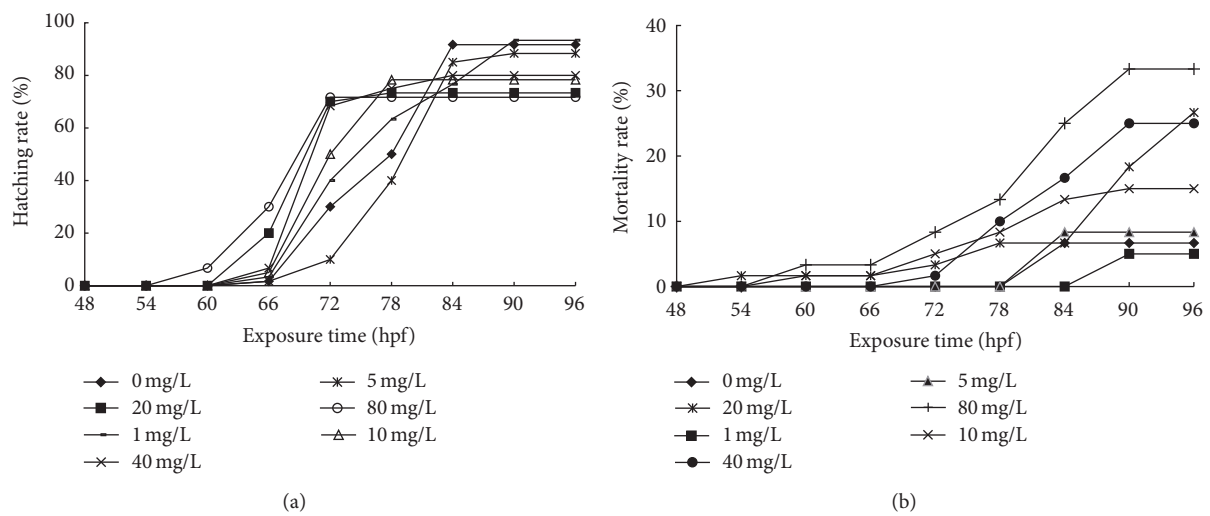 100
80
60
40
20
0
Hatching rate (%)
48 54 60 66 72 78 84 90 96
Exposure time (hpf)
0 mg/L
20 mg/L
1 mg/L
40 mg/L
5 mg/L
80 mg/L
10 mg/L
(a)
40
30
20
10
0
Mortality rate (%)
48 54 60 66 72 78 84 90 96
Exposure time (hpf)
0 mg/L
20 mg/L
1 mg/L
40 mg/L
5 mg/L
80 mg/L
10 mg/L
(b)